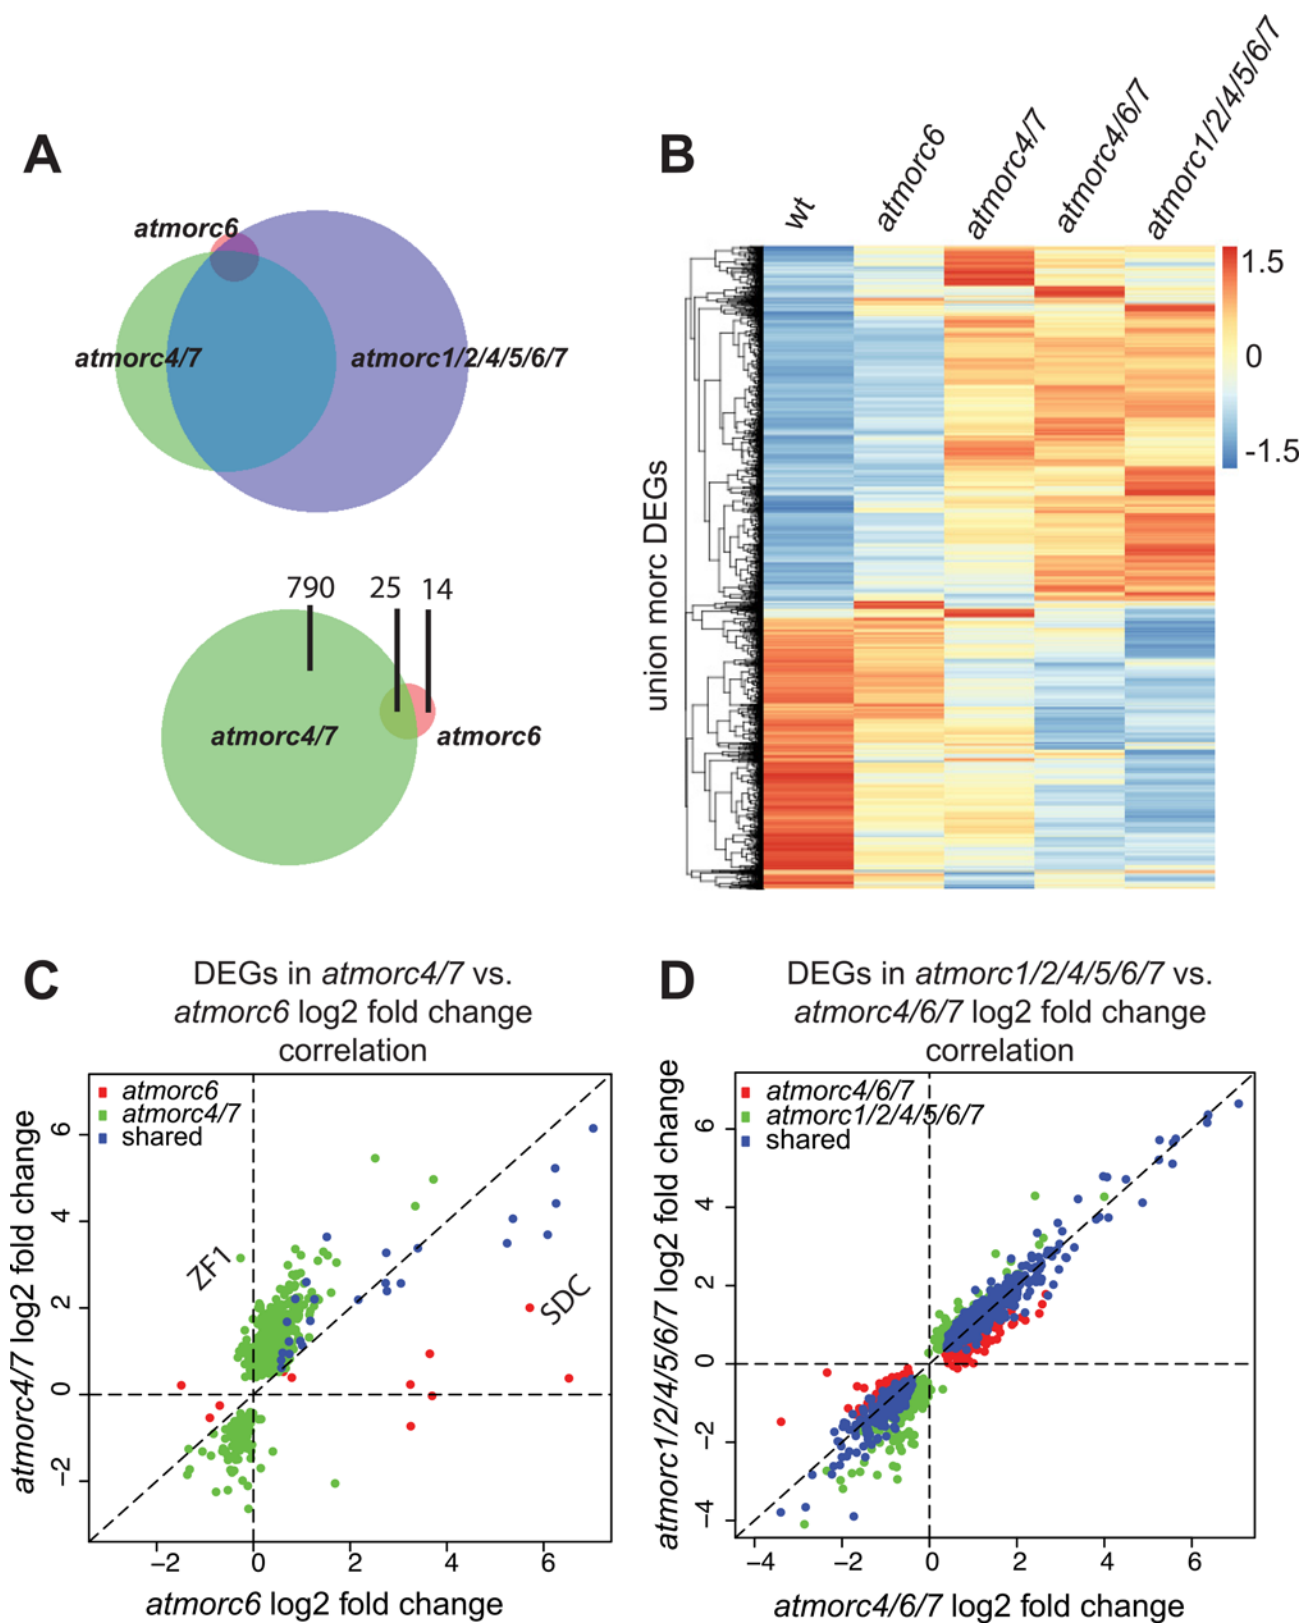 A
atmorc6
atmorc4/7
atmorc1/2/4/5/6/7
790
25
14
atmorc4/7
atmorc6
B
wt
atmorc6
atmorc4/7
atmorc4/6/7
atmorc1/2/4/5/6/7
1.5
0
-1.5
union morc DEGs
C
DEGs in atmorc4/7 vs.
atmorc6 log2 fold change
correlation
atmorc6
atmorc4/7
shared
ZF1
SDC
6
4
2
0
−2
atmorc4/7 log2 fold change
−2
0
2
4
6
atmorc6 log2 fold change
D
DEGs in atmorc1/2/4/5/6/7 vs.
atmorc4/6/7 log2 fold change
correlation
atmorc4/6/7
atmorc1/2/4/5/6/7
shared
6
4
2
0
−2
−4
atmorc1/2/4/5/6/7 log2 fold change
−4
−2
0
2
4
6
atmorc4/6/7 log2 fold change